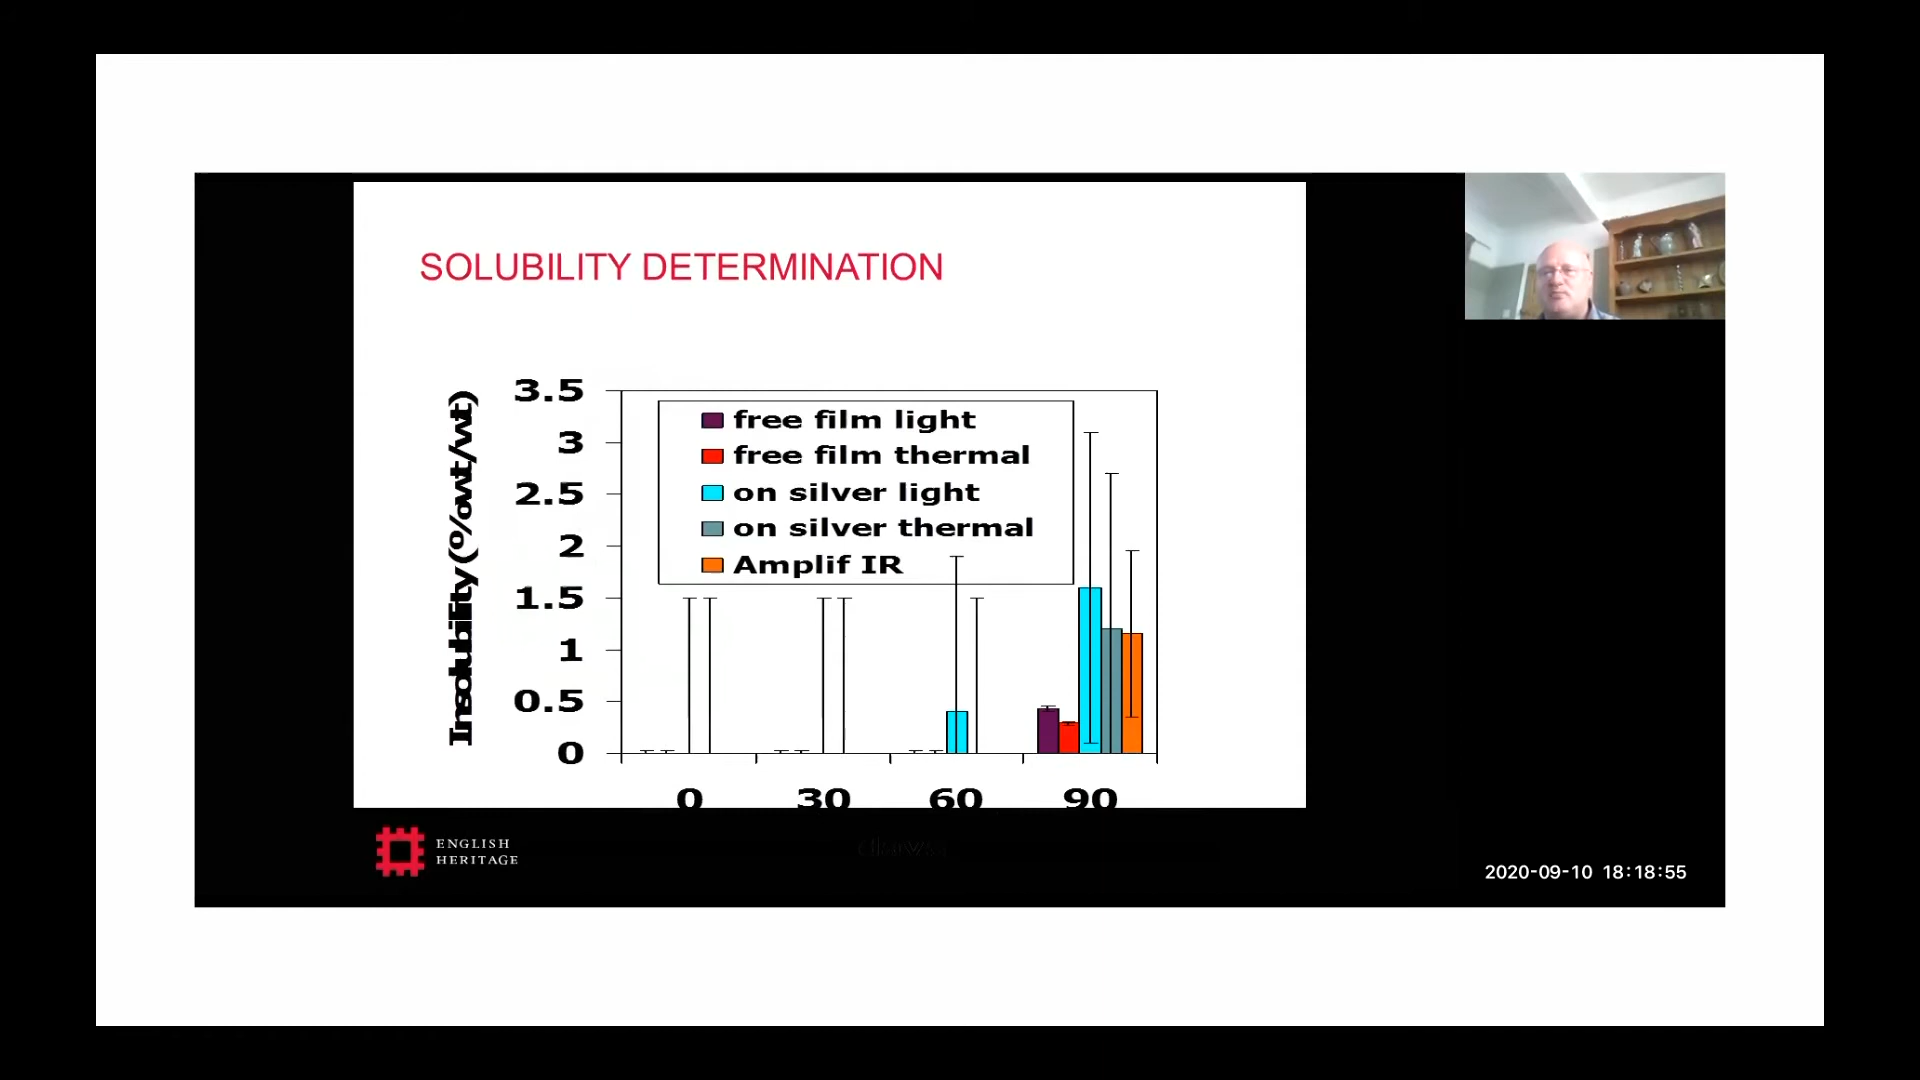 SOLUBILITY DETERMINATION
Insolubility (%wt/wt)
3.5
3
2.5
2
1.5
1
0.5
0
free film light
free film thermal
on silver light
on silver thermal
Amplif IR
0 30 60 90
days
ENGLISH
HERITAGE
2020-09-10 18:18:55